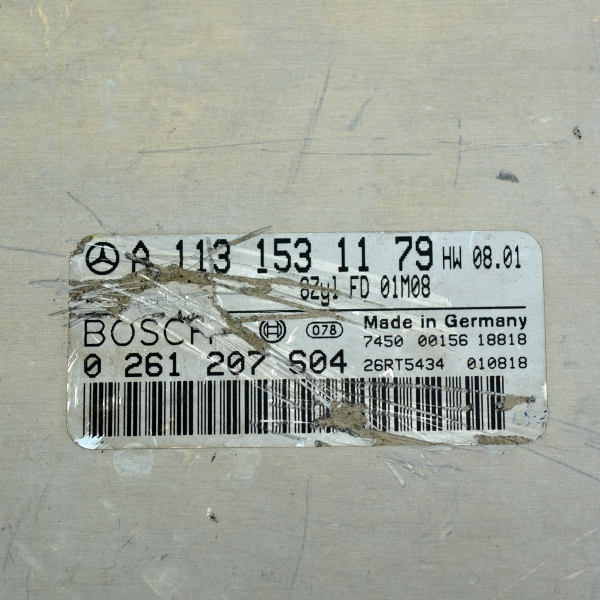 A 113 153 11 79 HW 08.01
8Zyl FD 01M08
BOSCH 078 Made in Germany
7450 00156 18818
0 261 207 S04 26RT5434 010818